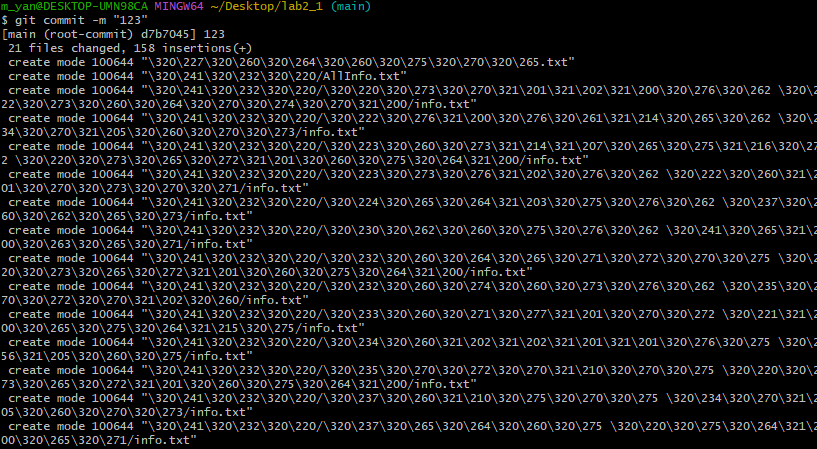 m_yan@DESKTOP-UMN98CA MINGW64 ~/Desktop/lab2_1 (main)
$ git commit -m "123"
[main (root-commit) d7b7045] 123
 21 files changed, 158 insertions(+)
 create mode 100644 "\320\227\320\260\320\264\320\260\320\275\320\270\320\265.txt"
 create mode 100644 "\320\241\320\232\320\220/AllInfo.txt"
 create mode 100644 "\320\241\320\232\320\220/\320\220\320\273\320\270\321\201\321\202\321\200\320\276\320\262 \320\2
22\320\273\320\260\320\264\320\270\320\274\320\270\321\200/info.txt"
 create mode 100644 "\320\241\320\232\320\220/\320\222\320\276\321\200\320\276\320\261\321\214\320\265\320\262 \320\2
34\320\270\321\205\320\260\320\270\320\273/info.txt"
 create mode 100644 "\320\241\320\232\320\220/\320\223\320\260\320\273\321\214\321\207\320\265\320\275\321\216\320\27
2 \320\220\320\273\320\265\320\272\321\201\320\260\320\275\320\264\321\200/info.txt"
 create mode 100644 "\320\241\320\232\320\220/\320\223\320\273\320\276\321\202\320\276\320\262 \320\222\320\260\321\2
01\320\270\320\273\320\270\320\271/info.txt"
 create mode 100644 "\320\241\320\232\320\220/\320\224\320\265\320\264\321\203\320\275\320\276\320\262 \320\237\320\2
60\320\262\320\265\320\273/info.txt"
 create mode 100644 "\320\241\320\232\320\220/\320\230\320\262\320\260\320\275\320\276\320\262 \320\241\320\265\321\2
00\320\263\320\265\320\271/info.txt"
 create mode 100644 "\320\241\320\232\320\220/\320\232\320\260\320\264\320\265\320\271\320\272\320\270\320\275 \320\2
20\320\273\320\265\320\272\321\201\320\260\320\275\320\264\321\200/info.txt"
 create mode 100644 "\320\241\320\232\320\220/\320\232\320\260\320\274\320\260\320\273\320\276\320\262 \320\235\320\2
70\320\272\320\270\321\202\320\260/info.txt"
 create mode 100644 "\320\241\320\232\320\220/\320\233\320\260\320\271\320\277\321\201\320\270\320\272 \320\221\321\2
00\320\265\320\275\320\264\321\215\320\275/info.txt"
 create mode 100644 "\320\241\320\232\320\220/\320\234\320\260\321\202\321\202\321\201\321\201\320\276\320\275 \320\2
56\321\205\320\260\320\275/info.txt"
 create mode 100644 "\320\241\320\232\320\220/\320\235\320\270\320\272\320\270\321\210\320\270\320\275 \320\220\320\2
73\320\265\320\272\321\201\320\260\320\275\320\264\321\200/info.txt"
 create mode 100644 "\320\241\320\232\320\220/\320\237\320\260\321\210\320\275\320\270\320\275 \320\234\320\270\321\2
05\320\260\320\270\320\273/info.txt"
 create mode 100644 "\320\241\320\232\320\220/\320\237\320\265\320\264\320\260\320\275 \320\220\320\275\320\264\321\2
00\320\265\320\271/info.txt"